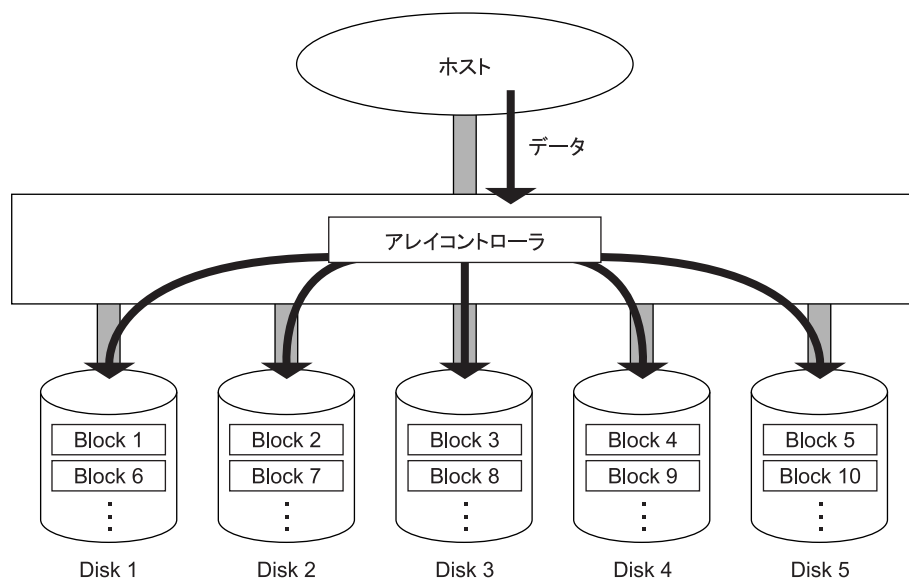 ホスト
データ
アレイコントローラ
Block 1 Block 2 Block 3 Block 4 Block 5
Block 6 Block 7 Block 8 Block 9 Block 10
Disk 1 Disk 2 Disk 3 Disk 4 Disk 5